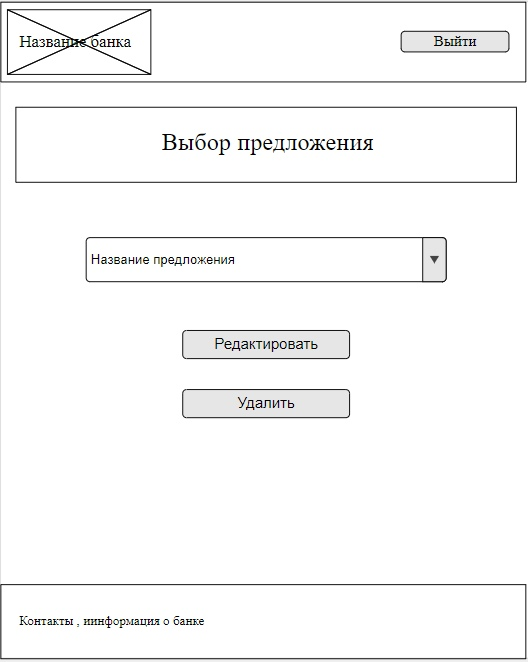 Название банка
Выйти
Выбор предложения
Название предложения
Редактировать
Удалить
Контакты , иинформация о банке